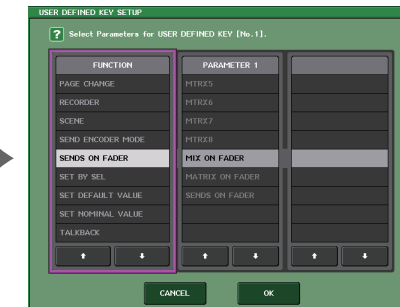 USER DEFINED KEY SETUP
? Select Parameters for USER DEFINED KEY [No.1].
FUNCTION
PAGE CHANGE
RECORDER
SCENE
SEND ENCODER MODE
SENDS ON FADER
SET BY SEL
SET DEFAULT VALUE
SET NOMINAL VALUE
TALKBACK
PARAMETER 1
MTRX5
MTRX6
MTRX7
MTRX8
MIX ON FADER
MATRIX ON FADER
SENDS ON FADER
CANCEL
OK